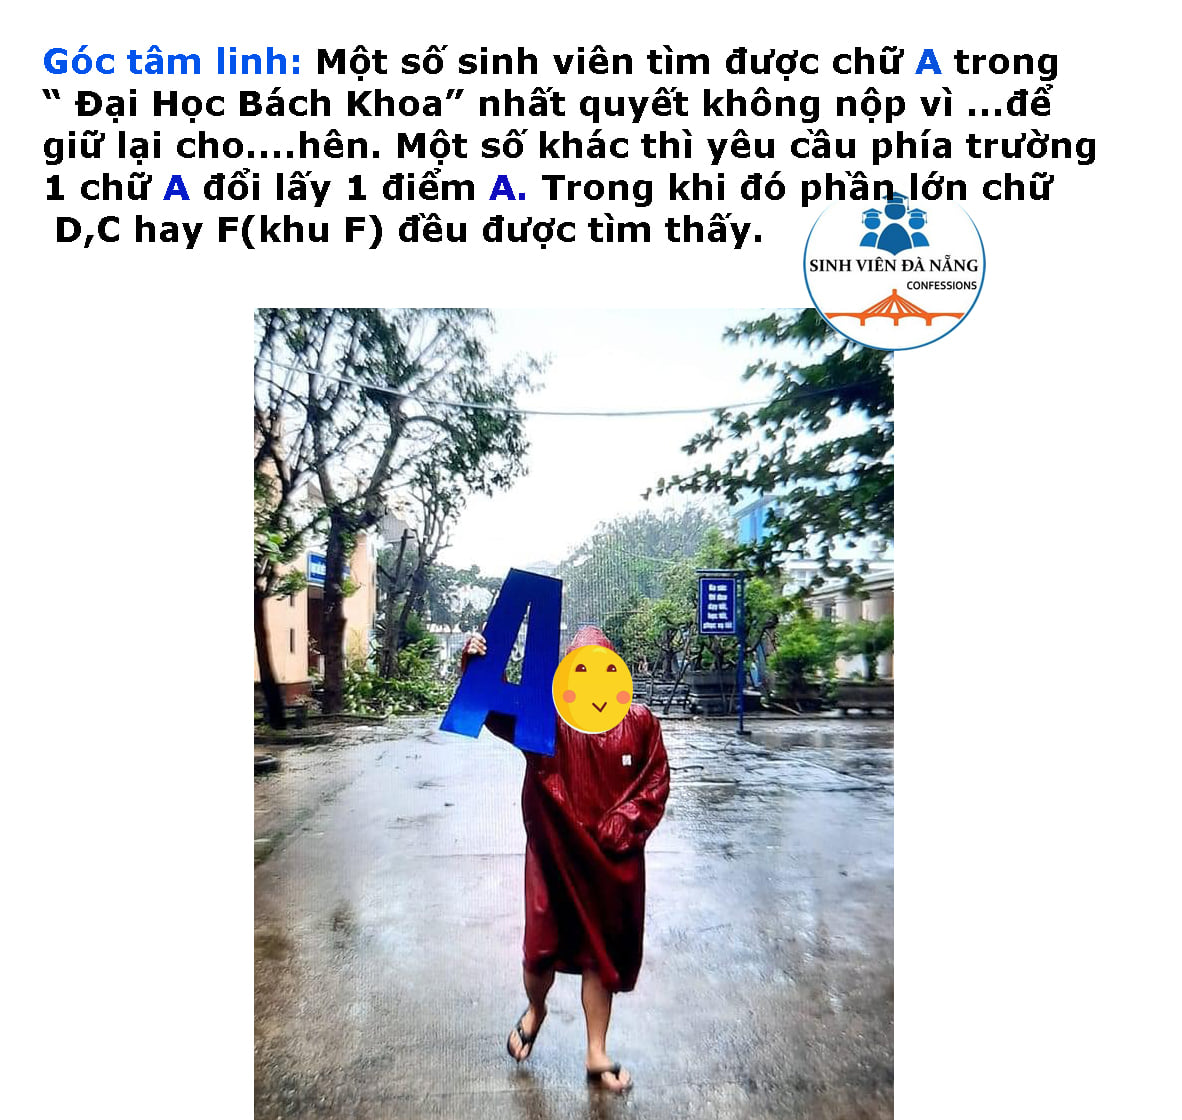 Góc tâm linh: Một số sinh viên tìm được chữ A trong
“ Đại Học Bách Khoa” nhất quyết không nộp vì ...để
giữ lại cho....hên. Một số khác thì yêu cầu phía trường
1 chữ A đổi lấy 1 điểm A. Trong khi đó phần lớn chữ
D,C hay F(khu F) đều được tìm thấy.
SINH VIÊN ĐÀ NẴNG
CONFESSIONS
A